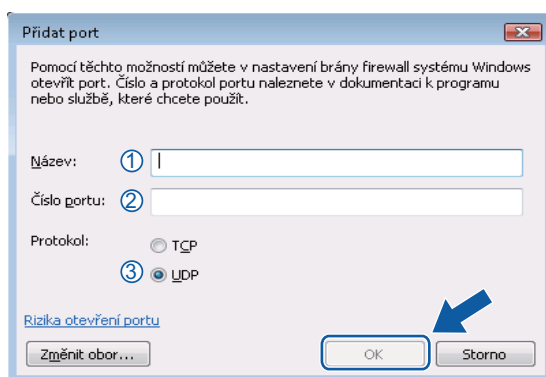 Přidat port
Pomocí těchto možností můžete v nastavení brány firewall systému Windows
otevřít port. Číslo a protokol portu naleznete v dokumentaci k programu
nebo službě, které chcete použít.
Název: 1
Číslo portu: 2
Protokol: TCP
3 UDP
Rizika otevření portu
Změnit obor... OK Storno